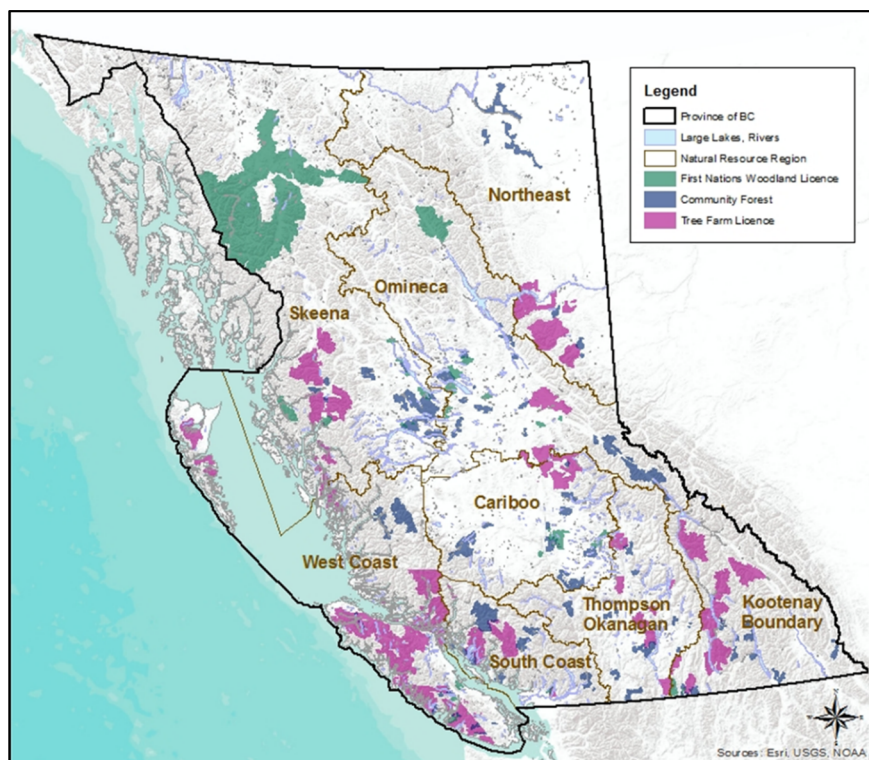 Legend
Province of BC
Large Lakes, Rivers
Natural Resource Region
First Nations Woodland Licence
Community Forest
Tree Farm Licence
Northeast
Omineca
Skeena
Cariboo
West Coast
Thompson
Okanagan
Kootenay
Boundary
South Coast
Sources: Esri, USGS, NOAA